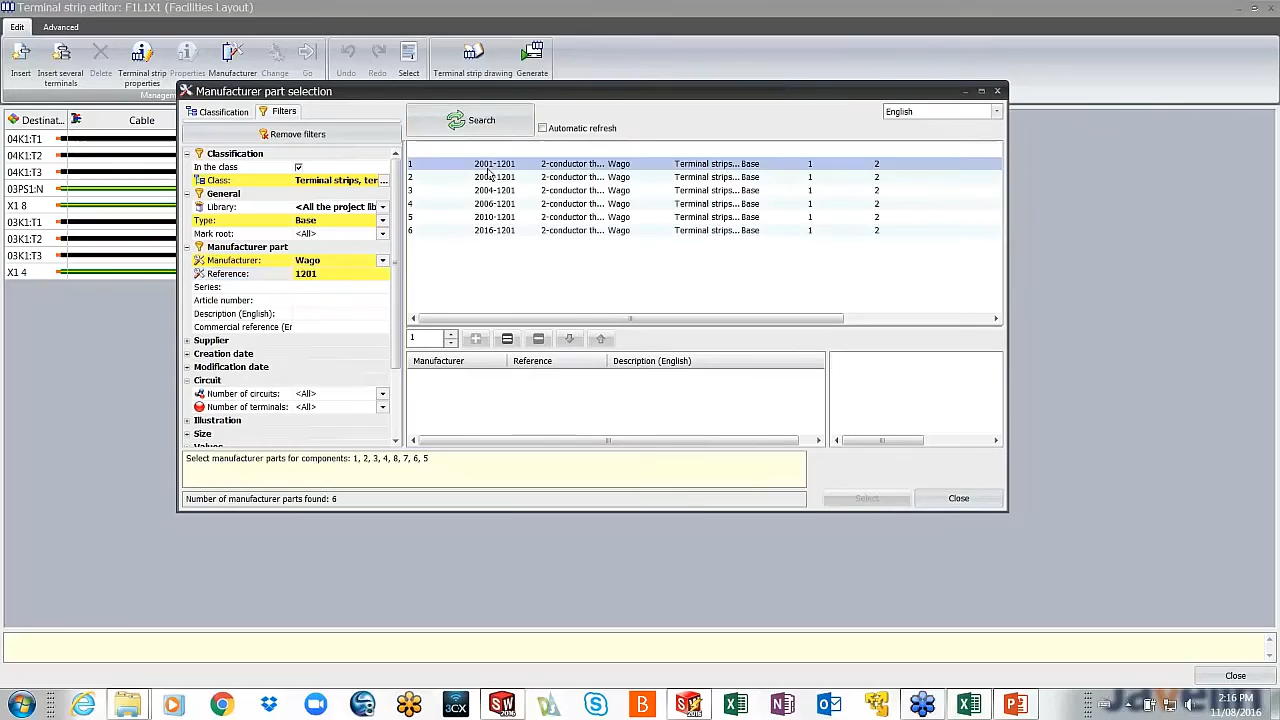 Terminal strip editor: F1L1X1 (Facilities Layout)
Edit Advanced
Insert Insert several terminals Delete Terminal strip properties Properties Manufacturer Change Go Undo Redo Select Terminal strip drawing Generate
Manufacturer part selection
Classification Filters Search Automatic refresh English
Remove filters
Destinat... Cable
04K1:T1
04K1:T2
04K1:T3
03PS1:N
X1 8
03K1:T1
03K1:T2
03K1:T3
X1 4
Classification
In the class
Class: Terminal strips, ter ...
General
Library: <All the project lib
Type: Base
Mark root: <All>
Manufacturer part
Manufacturer: Wago
Reference: 1201
Series:
Article number:
Description (English):
Commercial reference (Er
Supplier
Creation date
Modification date
Circuit
Number of circuits: <All>
Number of terminals: <All>
Illustration
Size
1 2001-1201 2-conductor th... Wago Terminal strips... Base 1 2
2 2-conductor th... Wago Terminal strips... Base 1 2
3 2004-1201 2-conductor th... Wago Terminal strips... Base 1 2
4 2006-1201 2-conductor th... Wago Terminal strips... Base 1 2
5 2010-1201 2-conductor th... Wago Terminal strips... Base 1 2
6 2016-1201 2-conductor th... Wago Terminal strips... Base 1 2
1
Manufacturer Reference Description (English)
Select manufacturer parts for components: 1, 2, 3, 4, 8, 7, 6, 5
Number of manufacturer parts found: 6
Select Close
Close
3CX
2:16 PM
11/08/2016